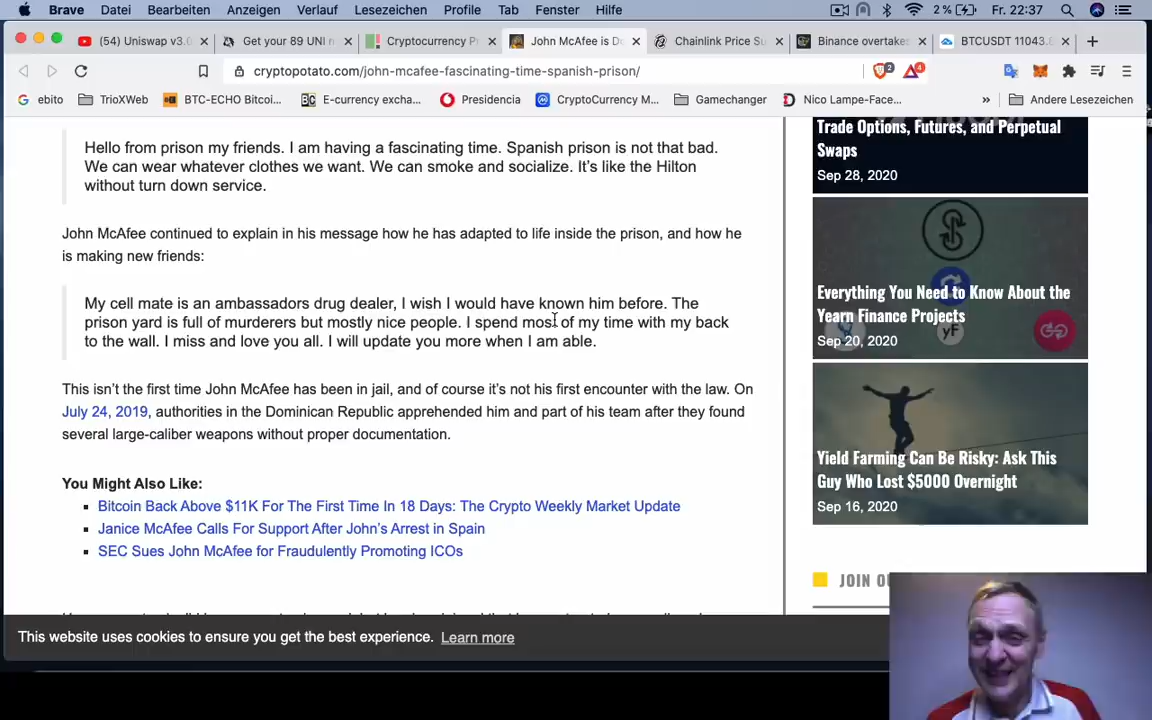 Brave Datei Bearbeiten Anzeigen Verlauf Lesezeichen Profile Tab Fenster Hilfe 2 % Fr. 22:37
(54) Uniswap v3.0 Get your 89 UNI Cryptocurrency P John McAfee is D Chainlink Price Su Binance overtakes BTCUSDT 11043.
cryptopotato.com/john-mcafee-fascinating-time-spanish-prison/ 2 4
ebito TrioXWeb BTC-ECHO Bitcoi... E-currency excha... Presidencia CryptoCurrency M... Gamechanger Nico Lampe-Face... » Andere Lesezeichen
Hello from prison my friends. I am having a fascinating time. Spanish prison is not that bad.
We can wear whatever clothes we want. We can smoke and socialize. It's like the Hilton
without turn down service.
John McAfee continued to explain in his message how he has adapted to life inside the prison, and how he
is making new friends:
My cell mate is an ambassadors drug dealer, I wish I would have known him before. The
prison yard is full of murderers but mostly nice people. I spend most of my time with my back
to the wall. I miss and love you all. I will update you more when I am able.
This isn't the first time John McAfee has been in jail, and of course it's not his first encounter with the law. On
July 24, 2019, authorities in the Dominican Republic apprehended him and part of his team after they found
several large-caliber weapons without proper documentation.
You Might Also Like:
Bitcoin Back Above $11K For The First Time In 18 Days: The Crypto Weekly Market Update
Janice McAfee Calls For Support After John's Arrest in Spain
SEC Sues John McAfee for Fraudulently Promoting ICOs
Trade Options, Futures, and Perpetual
Swaps
Sep 28, 2020
Everything You Need to Know About the
Yearn Finance Projects
Sep 20, 2020
Yield Farming Can Be Risky: Ask This
Guy Who Lost $5000 Overnight
Sep 16, 2020
JOIN
This website uses cookies to ensure you get the best experience. Learn more